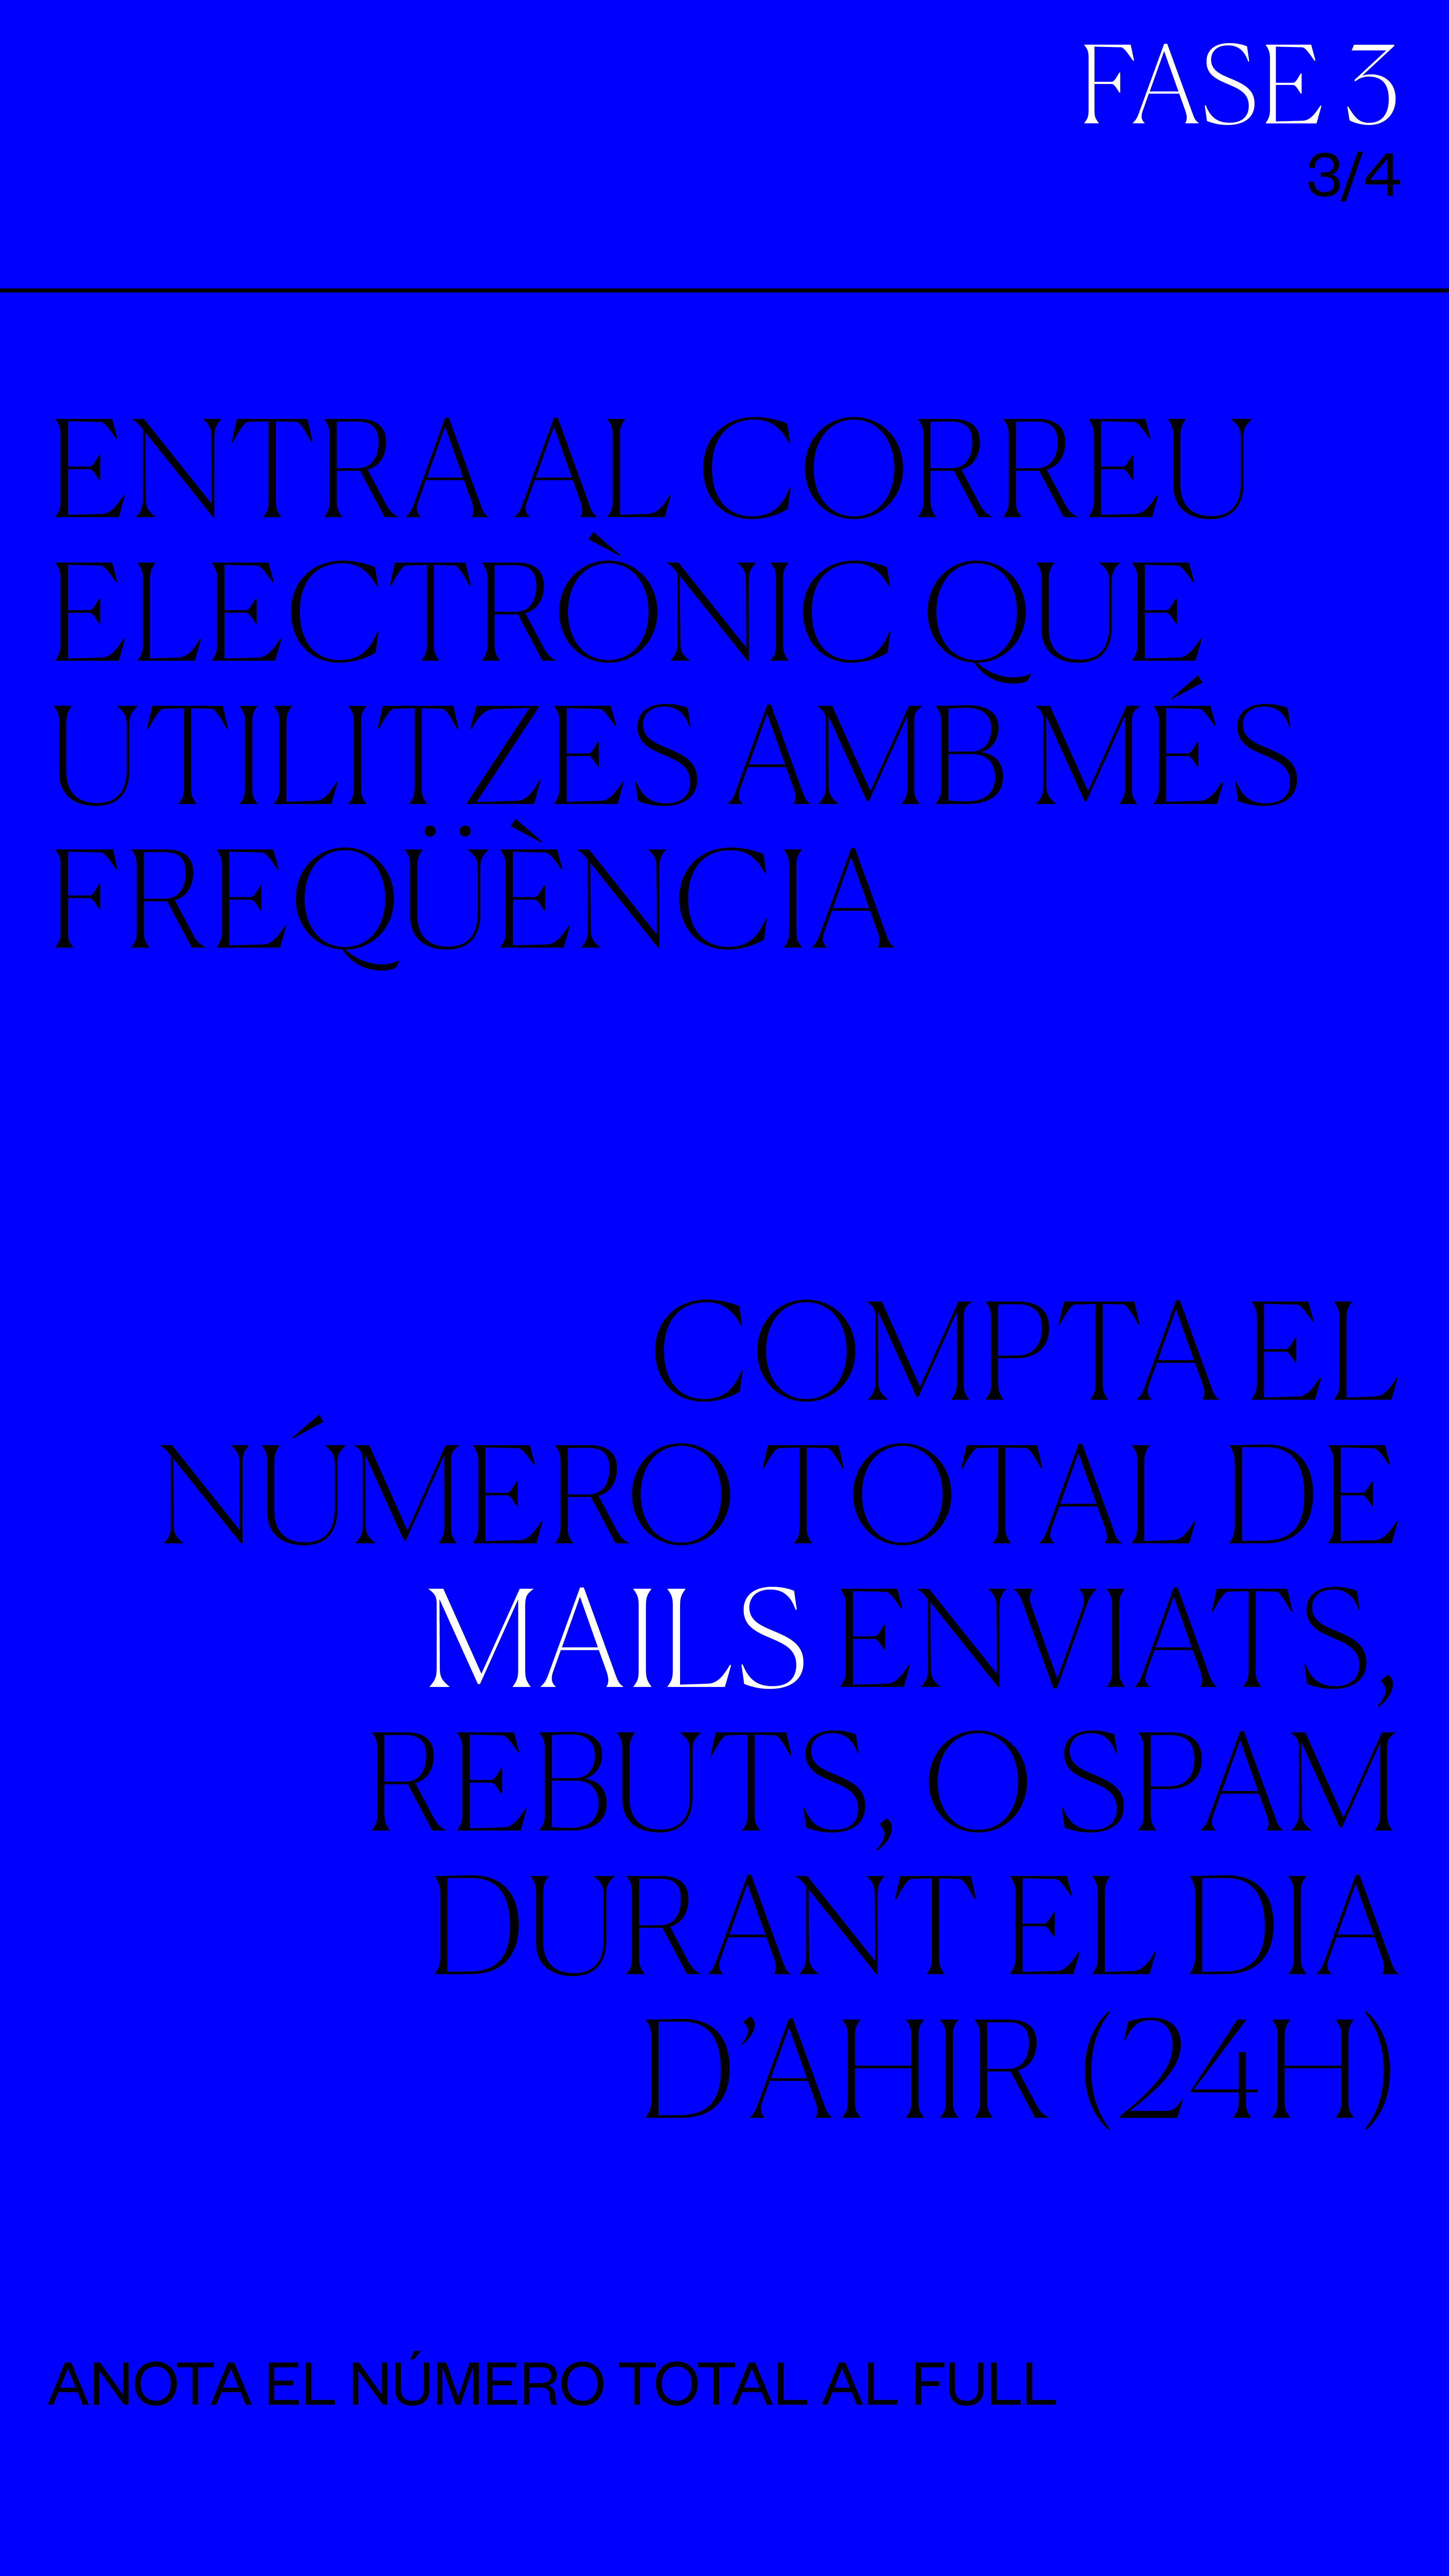 FASE 3
3/4
ENTRA AL CORREU
ELECTRÒNIC QUE
UTILITZES AMB MÉS
FREQÜÈNCIA
COMPTA EL
NÚMERO TOTAL DE
MAILS ENVIATS,
REBUTS, O SPAM
DURANT EL DIA
D’AHIR (24H)
ANOTA EL NÚMERO TOTAL AL FULL